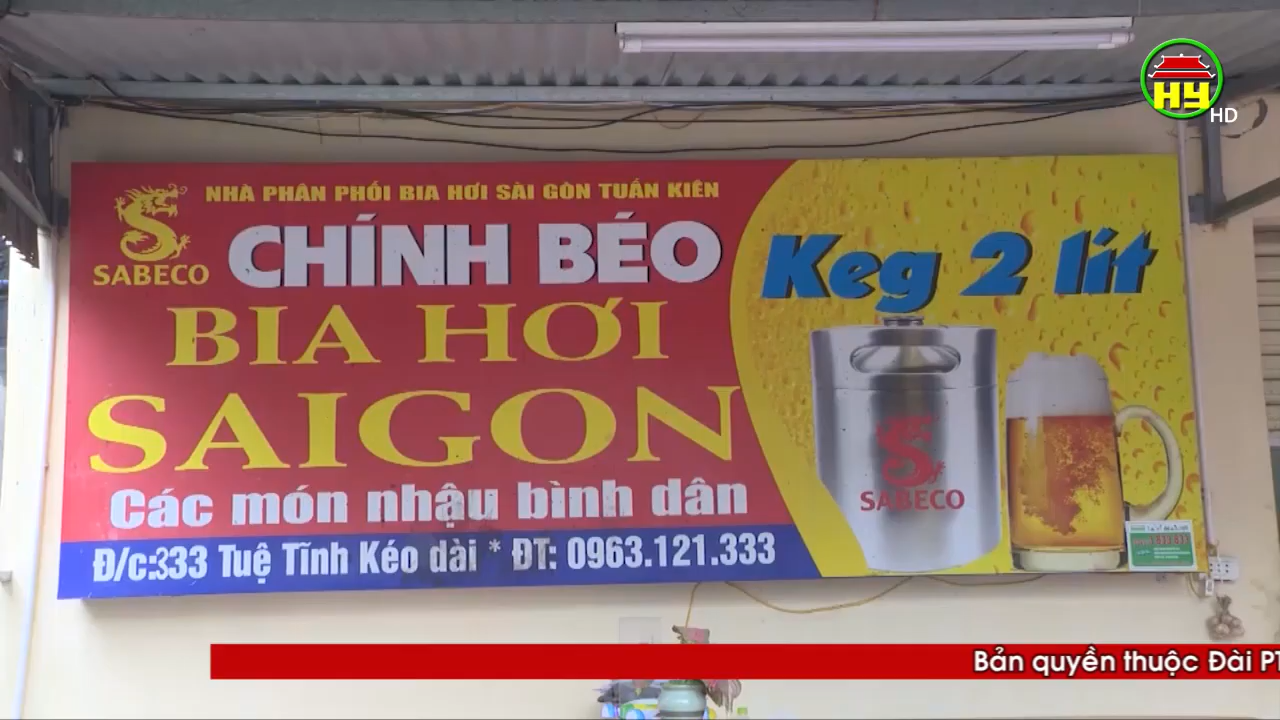 HY
HD
NHÀ PHÂN PHỐI BIA HƠI SÀI GÒN TUẤN KIÊN
SABECO
CHÍNH BÉO
BIA HƠI
SAIGON
Các món nhậu bình dân
Đ/c:333 Tuệ Tĩnh Kéo dài * ĐT: 0963.121.333
Keg 2 lít
SABECO
Bản quyền thuộc Đài PT